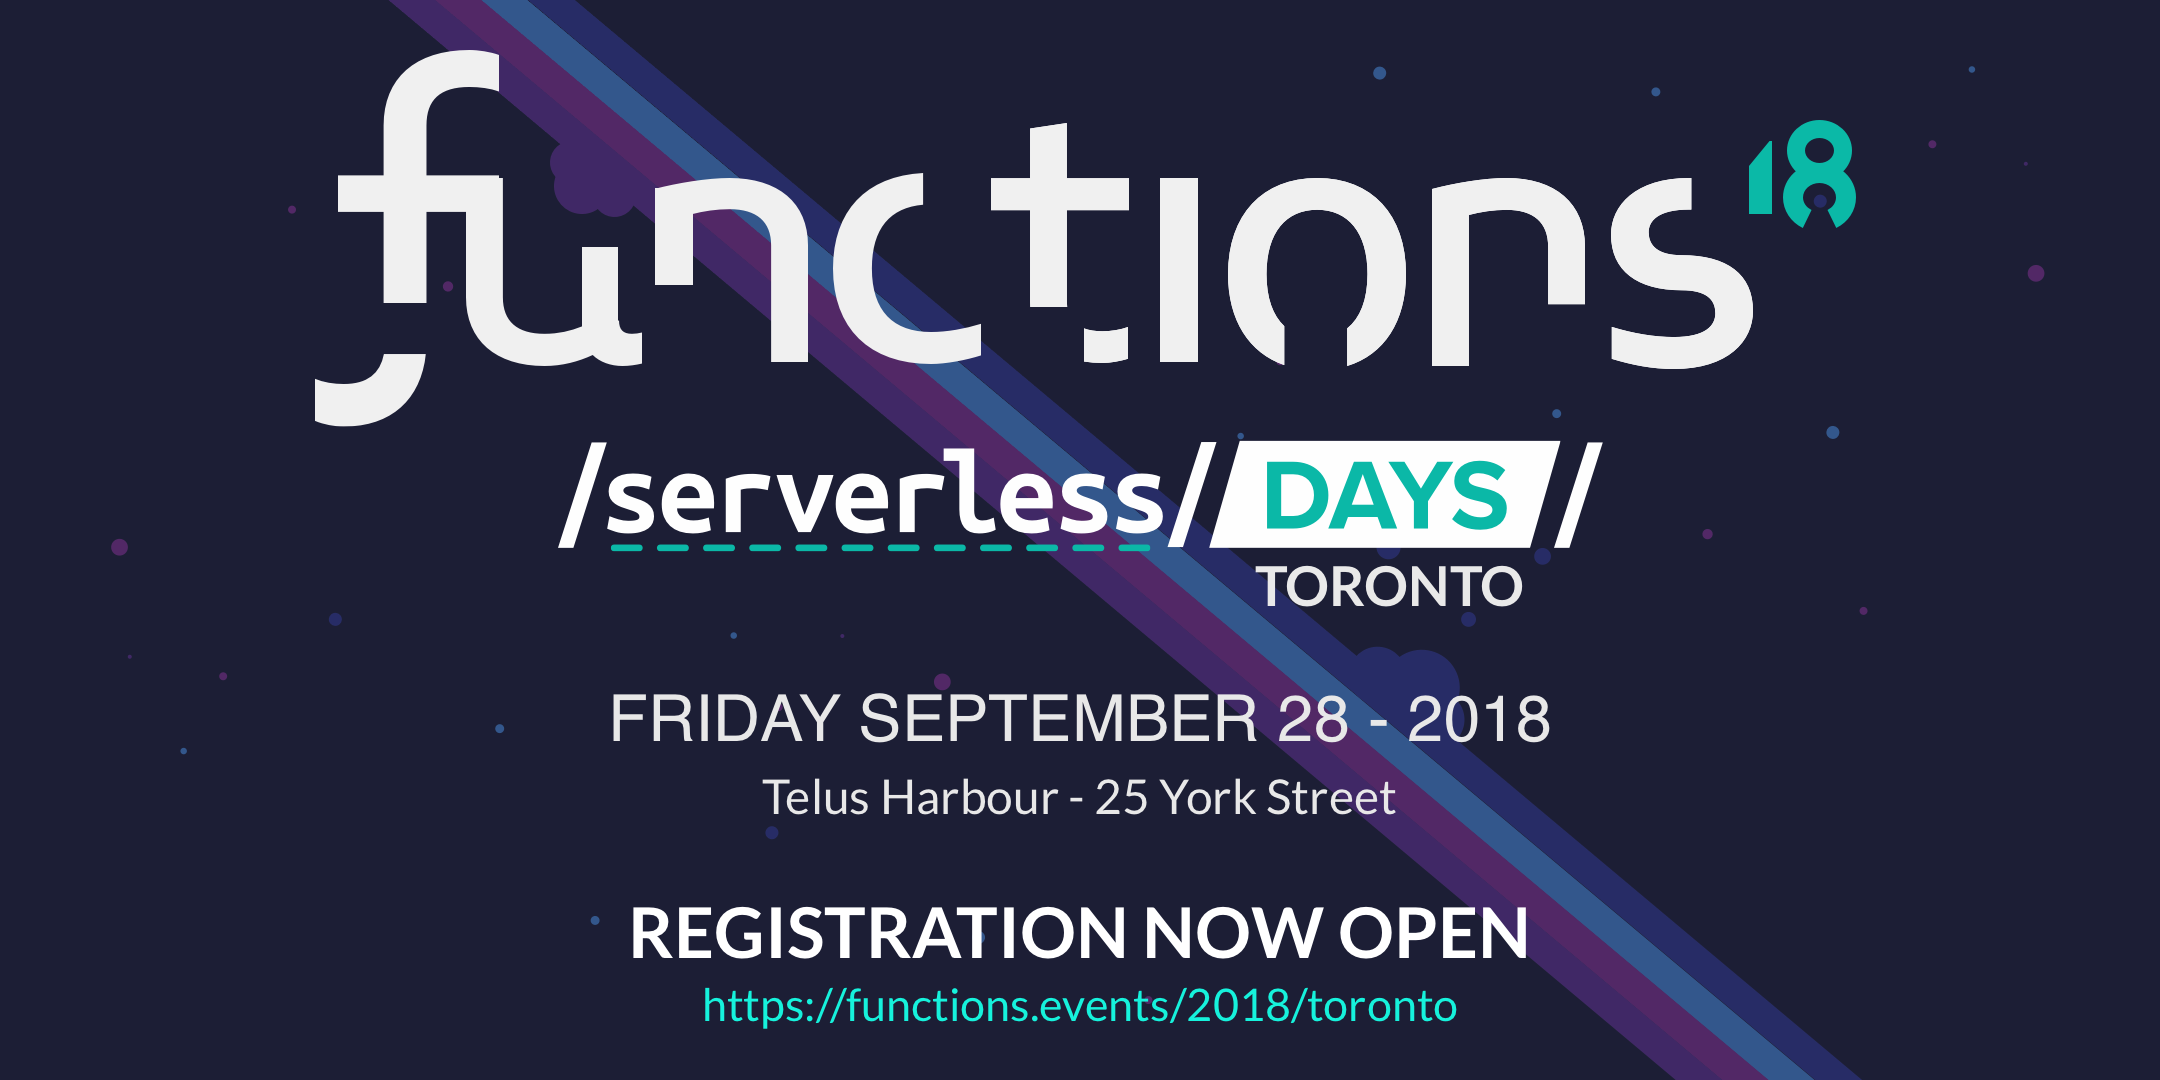 functions18
/serverless//DAYS//
TORONTO
FRIDAY SEPTEMBER 28 - 2018
Telus Harbour - 25 York Street
REGISTRATION NOW OPEN
https://functions.events/2018/toronto